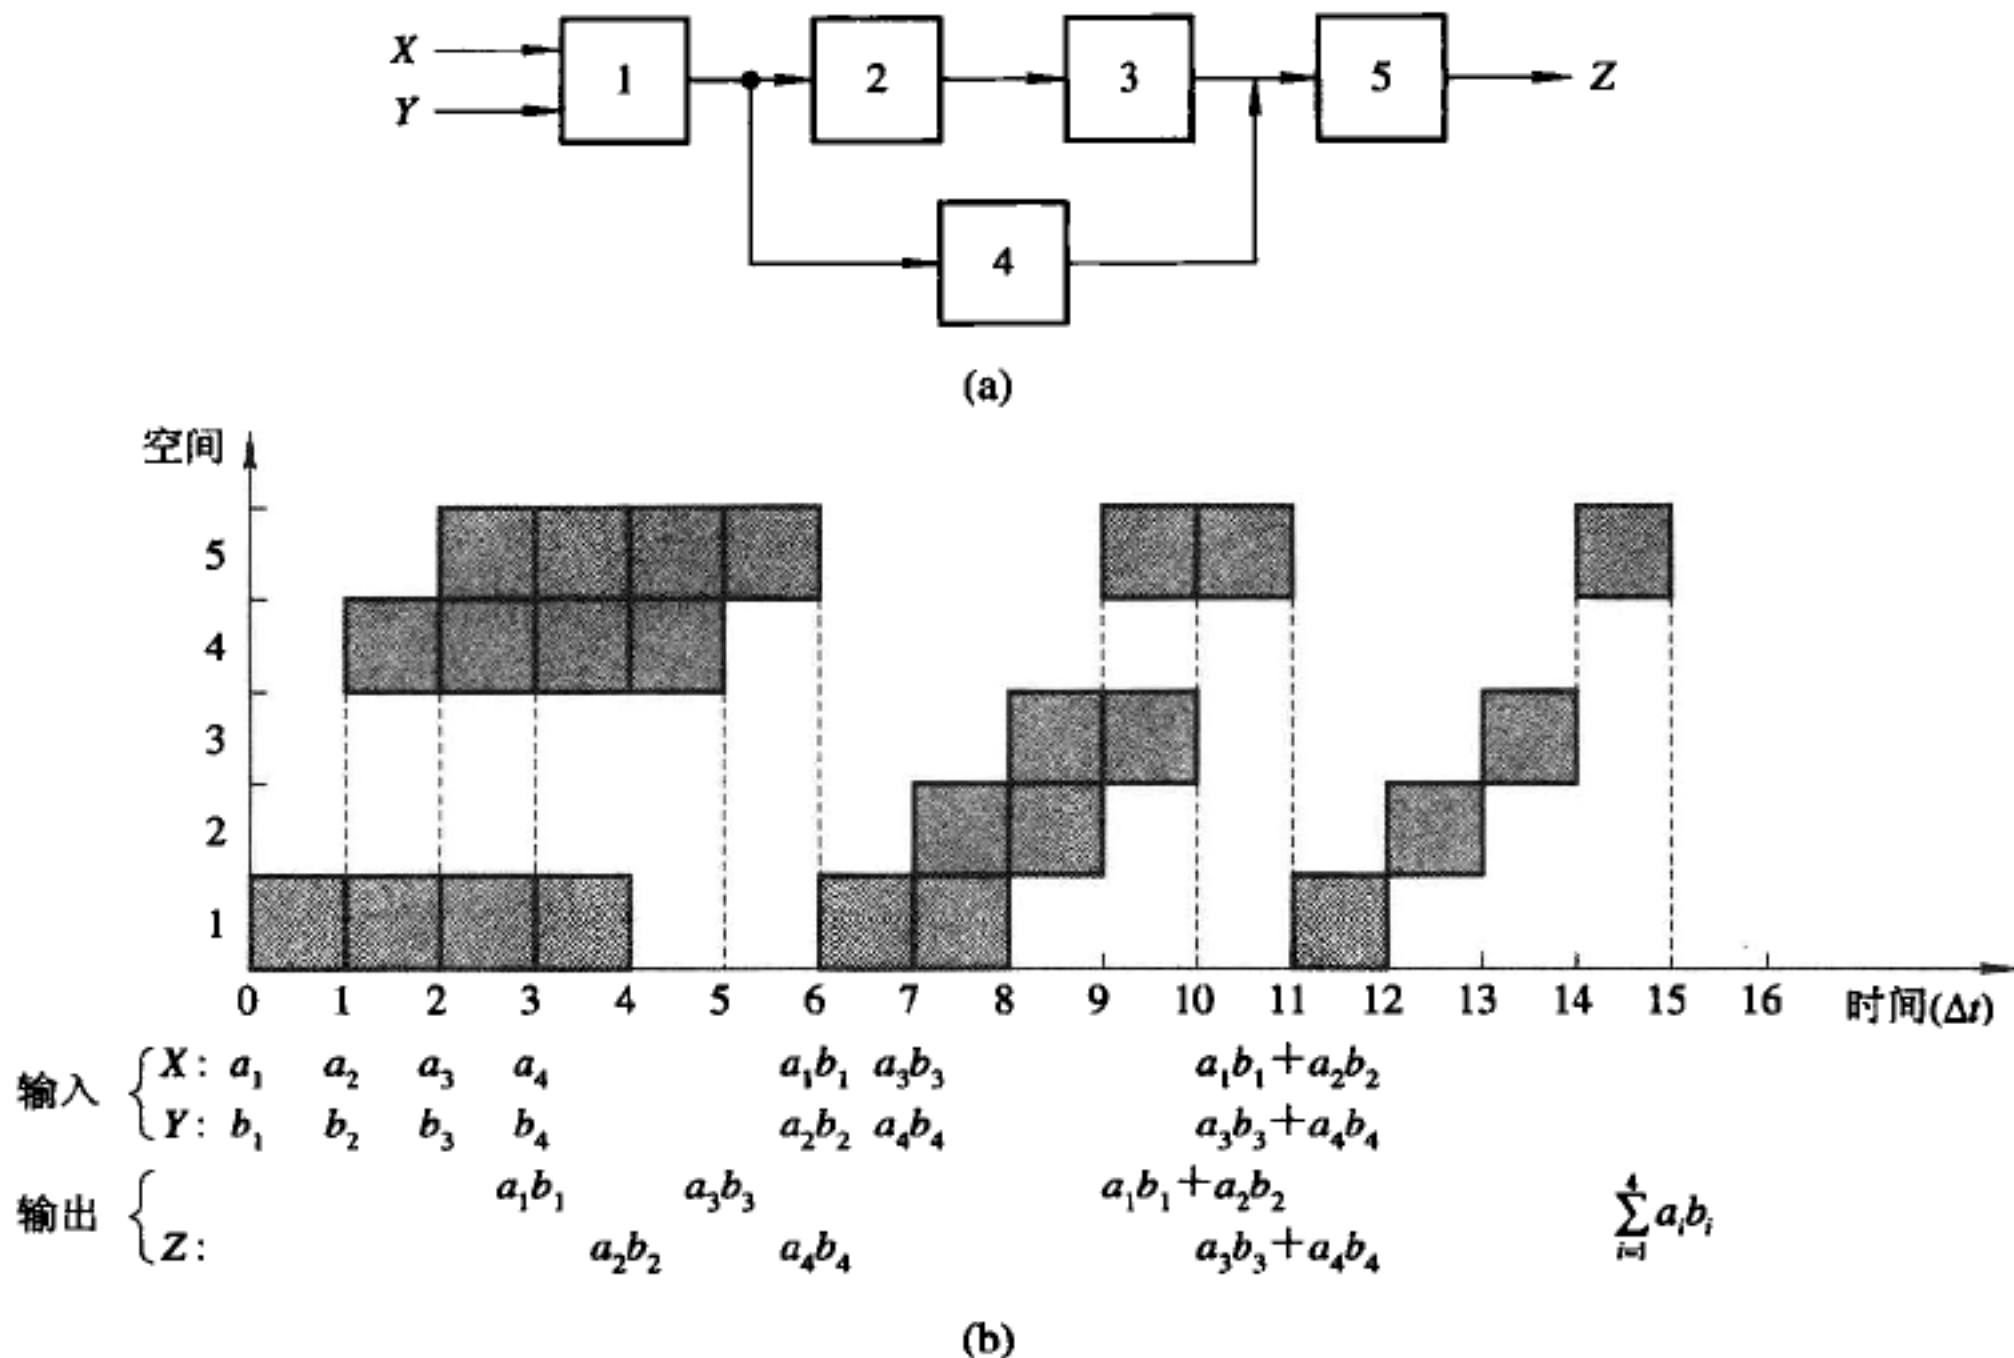 X
Y
1
2
3
5
Z
4
(a)
空间
5
4
3
2
1
0 1 2 3 4 5 6 7 8 9 10 11 12 13 14 15 16 时间(Δt)
输入
X: a₁ a₂ a₃ a₄ a₁b₁ a₃b₃ a₁b₁+a₂b₂
Y: b₁ b₂ b₃ b₄ a₂b₂ a₄b₄ a₃b₃+a₄b₄
输出
a₁b₁ a₃b₃ a₁b₁+a₂b₂
Z: a₂b₂ a₄b₄ a₃b₃+a₄b₄
4
∑ aᵢbᵢ
i=1
(b)